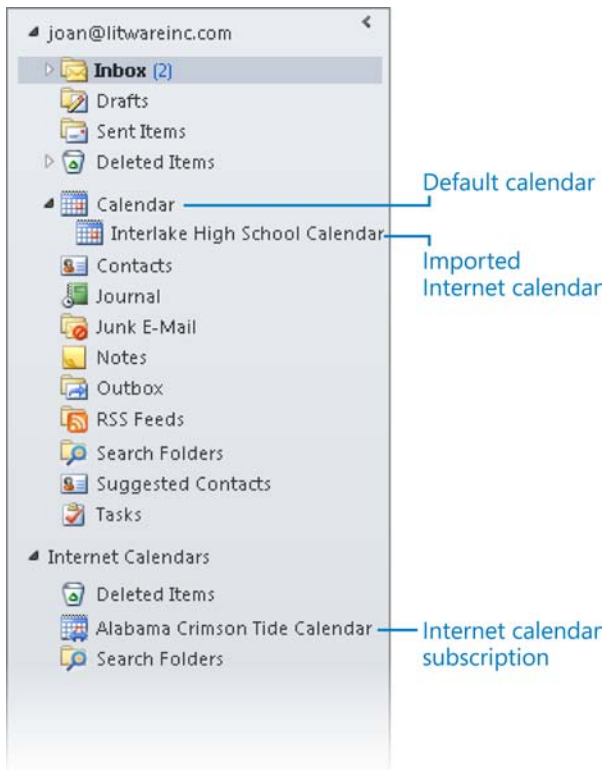 joan@litwareinc.com
Inbox (2)
Drafts
Sent Items
Deleted Items
Calendar
Default calendar
Interlake High School Calendar
Imported
Internet calendar
Contacts
Journal
Junk E-Mail
Notes
Outbox
RSS Feeds
Search Folders
Suggested Contacts
Tasks
Internet Calendars
Deleted Items
Alabama Crimson Tide Calendar
Internet calendar
subscription
Search Folders